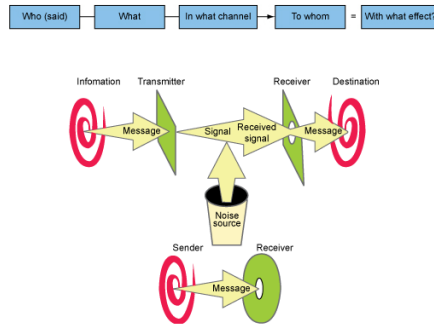 Who (said) What In what channel To whom = With what effect?
Infomation Transmitter Receiver Destination
Message Signal Received signal Message
Noise source
Sender Receiver
Message